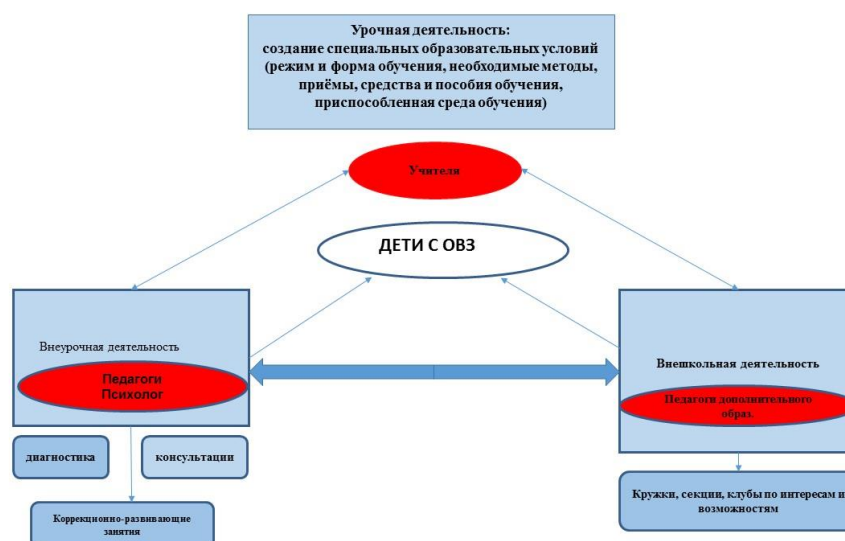 Урочная деятельность:
создание специальных образовательных условий
(режим и форма обучения, необходимые методы,
приёмы, средства и пособия обучения,
приспособленная среда обучения)
Учителя
ДЕТИ С ОВЗ
Внеурочная деятельность
Педагоги
Психолог
Внешкольная деятельность
Педагоги дополнительного
образ.
диагностика
консультации
Коррекционно-развивающие
занятия
Кружки, секции, клубы по интересам и
возможностям